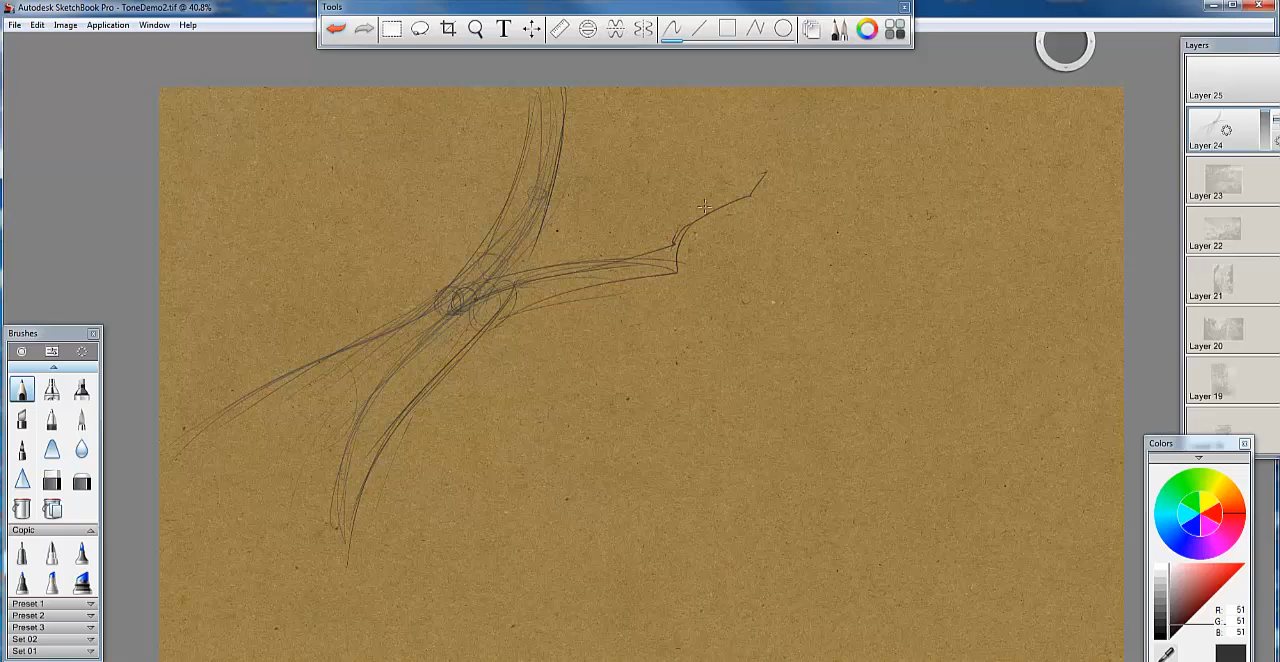 Autodesk SketchBook Pro - ToneDemo2.tif @ 40.8%
File Edit Image Application Window Help
Tools
T
Layers
Layer 25
Layer 24
Layer 23
Layer 22
Layer 21
Layer 20
Layer 19
Brushes
Copic
Preset 1
Preset 2
Preset 3
Set 02
Set 01
Colors
R: 51
G: 51
B: 51